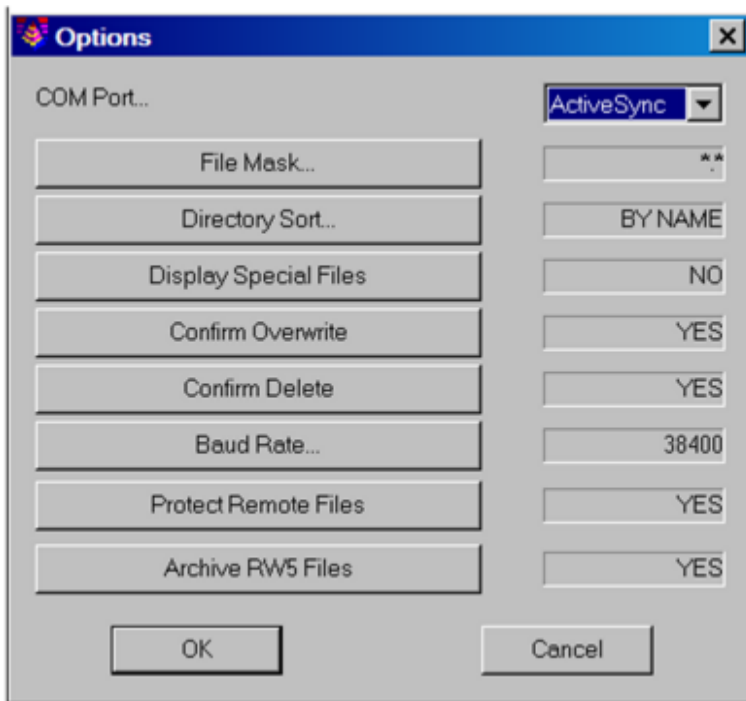 Options
COM Port... ActiveSync
File Mask... *.*
Directory Sort... BY NAME
Display Special Files NO
Confirm Overwrite YES
Confirm Delete YES
Baud Rate... 38400
Protect Remote Files YES
Archive RW5 Files YES
OK Cancel